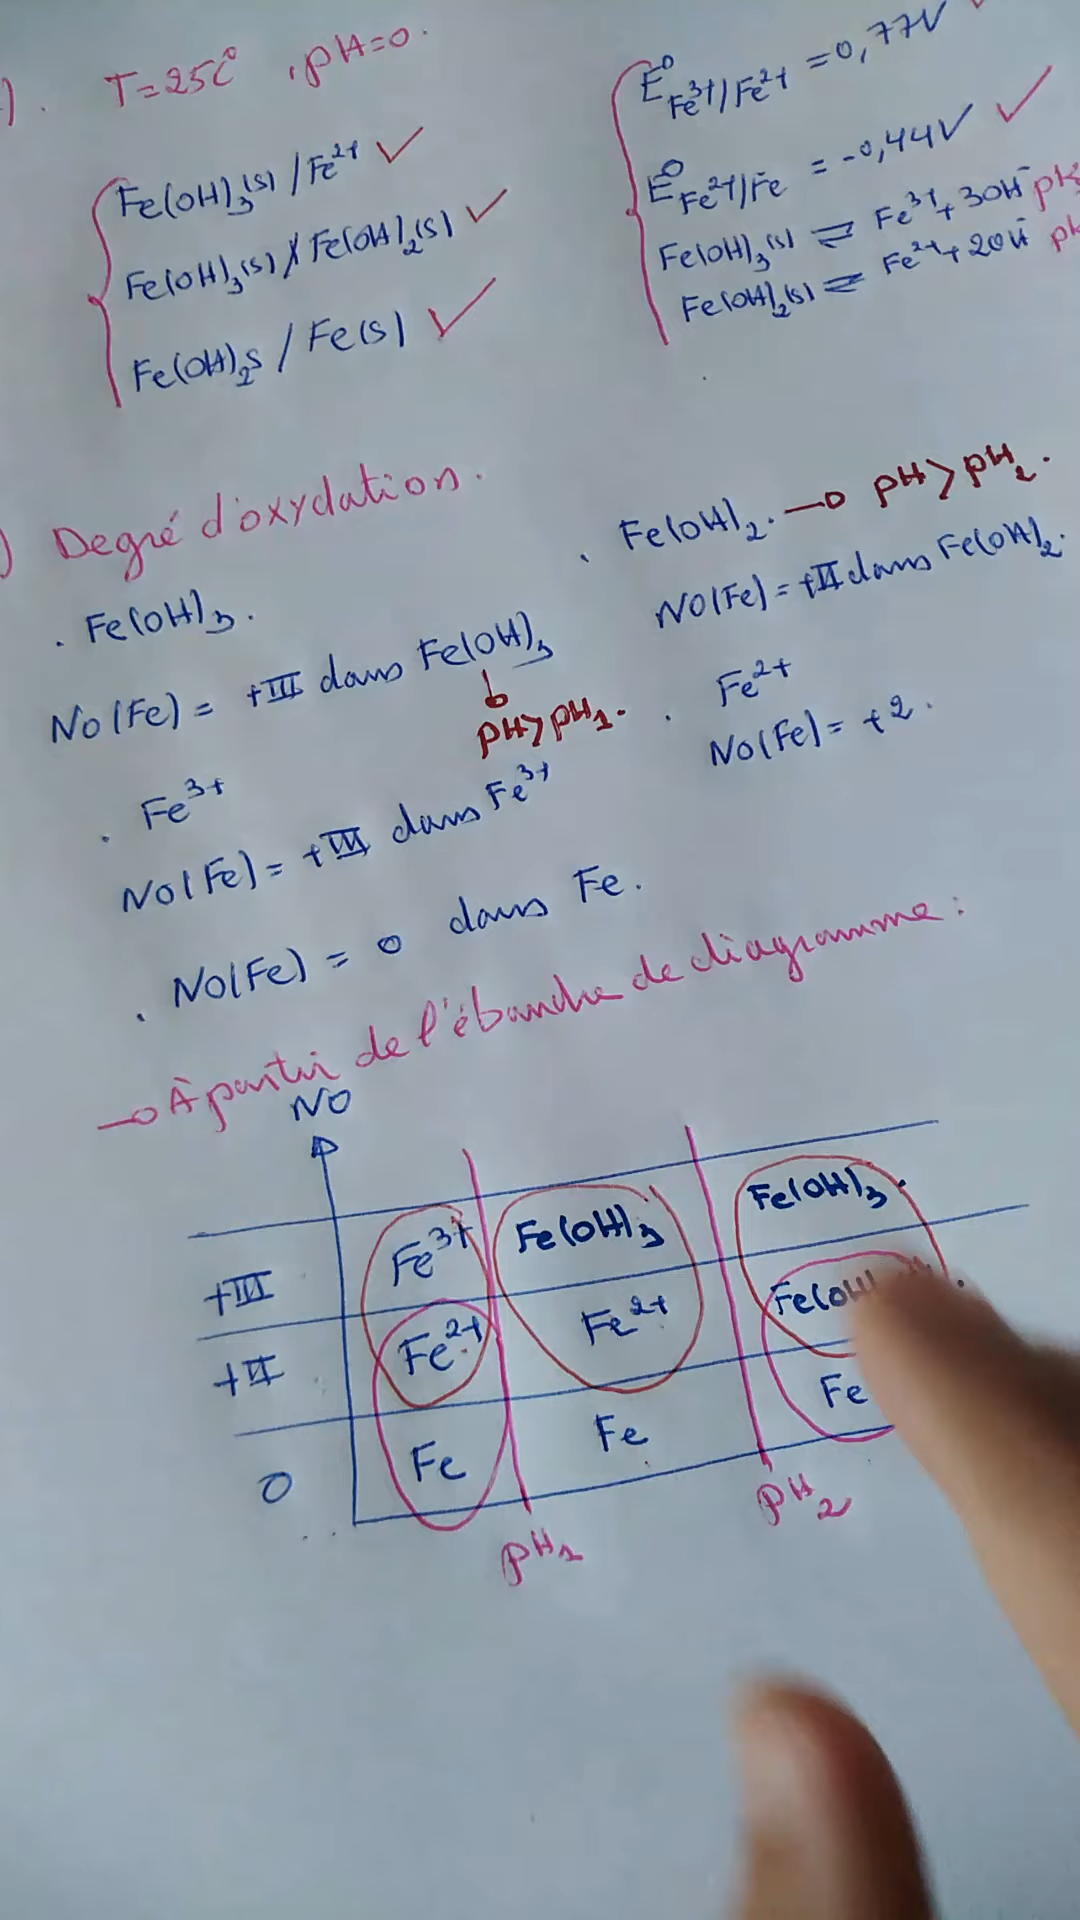 ). T=25C° , pH=0.
Fe(OH)3(s) / Fe2+ ✓
Fe(OH)3(s) / Fe(OH)2(s) ✓
Fe(OH)2s / Fe(s) ✓
E°Fe3+/Fe2+ = 0,77V
E°Fe2+/Fe = -0,44V ✓
Fe(OH)3(s) ⇌ Fe3+ + 3OH- pk
Fe(OH)2(s) ⇌ Fe2+ + 2OH- pk
) Degré d'oxydation.
. Fe(OH)3.
No(Fe) = +III dans Fe(OH)3
pH>pH1.
. Fe3+
No(Fe) = +III dans Fe3+
. No(Fe) = 0 dans Fe.
. Fe(OH)2. → pH>pH2.
No(Fe) = +II dans Fe(OH)2.
. Fe2+
No(Fe) = +2.
→ À partir de l'ébauche de diagramme :
NO
+III Fe3+ Fe(OH)3 Fe(OH)3.
+II Fe2+ Fe2+ Fe(OH)
0 Fe Fe Fe
pH1 pH2